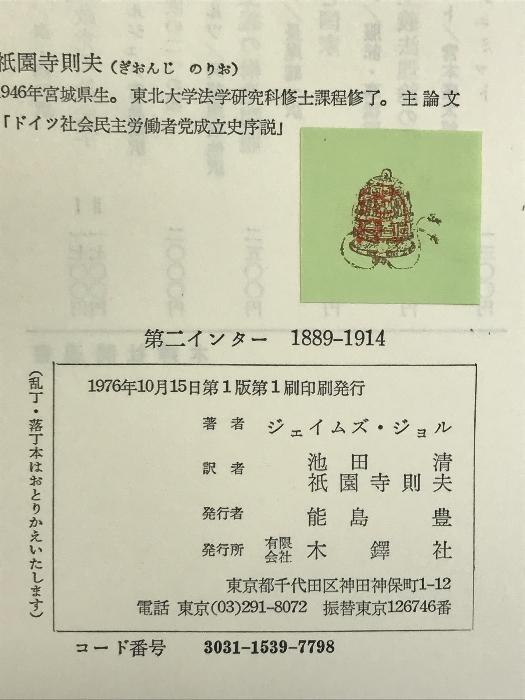 祇園寺則夫(ぎおんじ のりお)
1946年宮城県生。東北大学法学研究科修士課程修了。主論文
「ドイツ社会民主労働者党成立史序説」
第二インター 1889-1914
1976年10月15日第1版第1刷印刷発行
著者 ジェイムズ・ジョル
訳者 池田清
祇園寺則夫
発行者 能島豊
発行所 有限会社 木鐸社
東京都千代田区神田神保町1-12
電話 東京(03)291-8072 振替東京126746番
(乱丁・落丁本はおとりかえいたします)
コード番号 3031-1539-7798